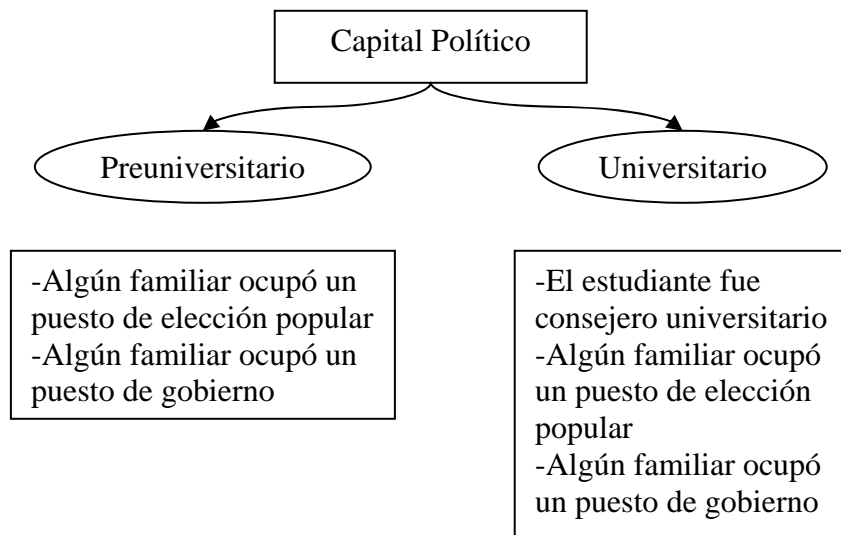 Capital Político
Preuniversitario
Universitario
-Algún familiar ocupó un
puesto de elección popular
-Algún familiar ocupó un
puesto de gobierno
-El estudiante fue
consejero universitario
-Algún familiar ocupó
un puesto de elección
popular
-Algún familiar ocupó
un puesto de gobierno